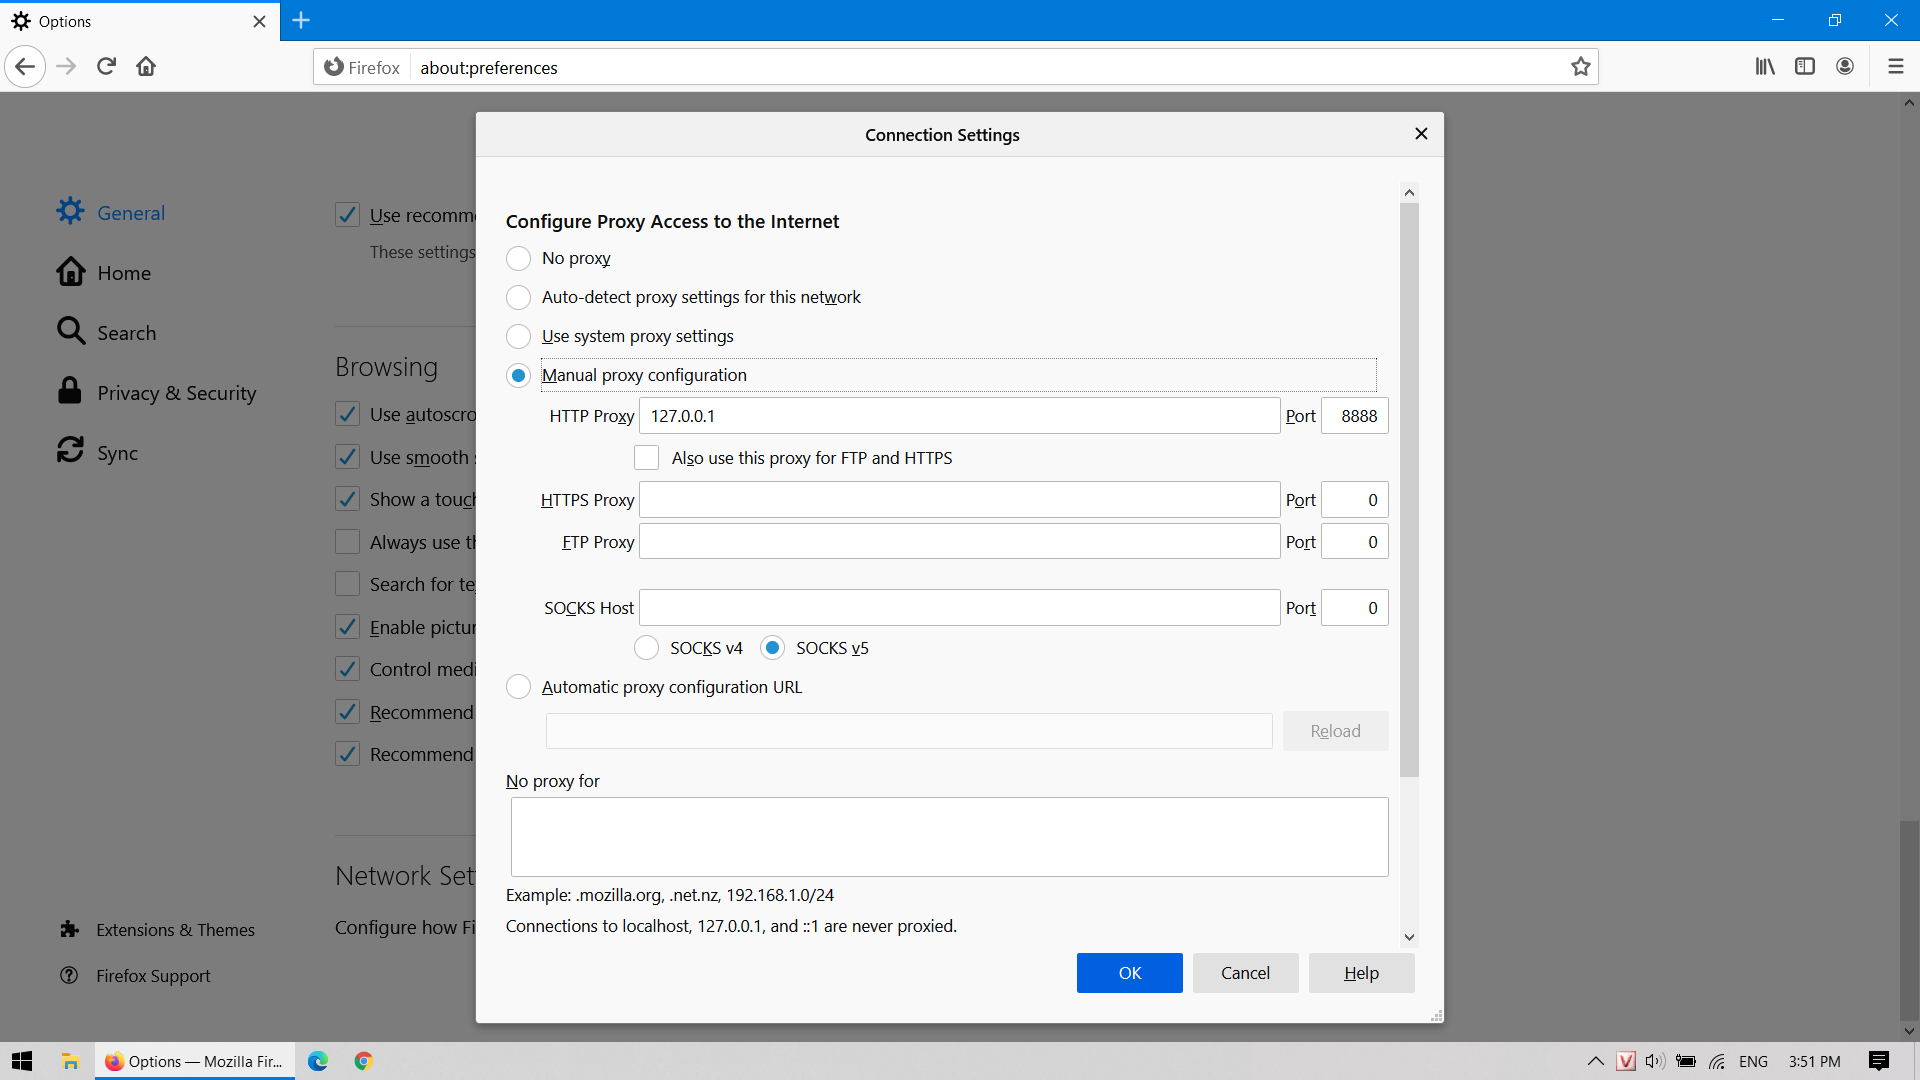 Options
Firefox
about:preferences
Connection Settings
General
Home
Search
Privacy & Security
Sync
Extensions & Themes
Firefox Support
Use recomme
These settings
Browsing
Use autoscro
Use smooth s
Show a touch
Always use th
Search for te
Enable pictur
Control medi
Recommend
Recommend
Network Set
Configure how Fi
Configure Proxy Access to the Internet
No proxy
Auto-detect proxy settings for this network
Use system proxy settings
Manual proxy configuration
HTTP Proxy 127.0.0.1 Port 8888
Also use this proxy for FTP and HTTPS
HTTPS Proxy Port 0
FTP Proxy Port 0
SOCKS Host Port 0
SOCKS v4 SOCKS v5
Automatic proxy configuration URL
Reload
No proxy for
Example: .mozilla.org, .net.nz, 192.168.1.0/24
Connections to localhost, 127.0.0.1, and ::1 are never proxied.
OK Cancel Help
Options — Mozilla Fir...
V
ENG
3:51 PM